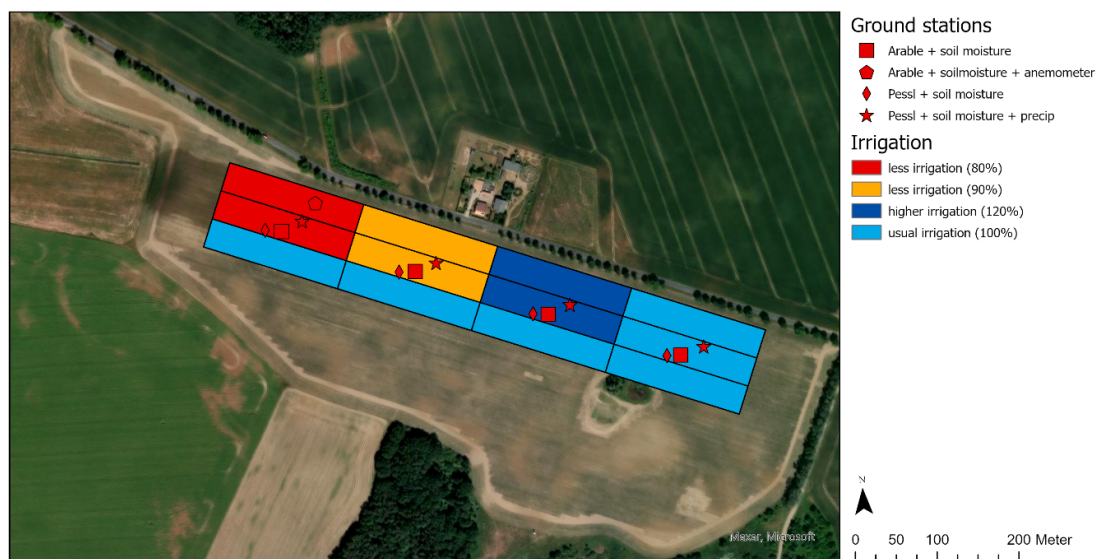 Ground stations
Arable + soil moisture
Arable + soilmoisture + anemometer
Pessl + soil moisture
Pessl + soil moisture + precip
Irrigation
less irrigation (80%)
less irrigation (90%)
higher irrigation (120%)
usual irrigation (100%)
Maxar, Microsoft
N
0 50 100 200 Meter